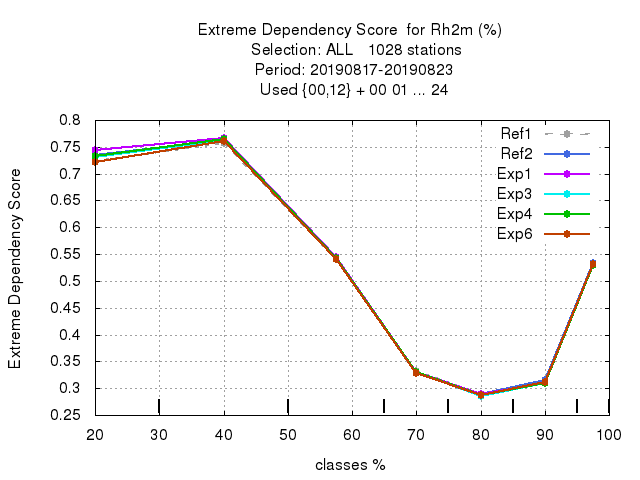 Extreme Dependency Score  for Rh2m (%)
Selection: ALL   1028 stations
Period: 20190817-20190823
Used {00,12} + 00 01 ... 24
Extreme Dependency Score
0.8
0.75
0.7
0.65
0.6
0.55
0.5
0.45
0.4
0.35
0.3
0.25
Ref1
Ref2
Exp1
Exp3
Exp4
Exp6
20 30 40 50 60 70 80 90 100
classes %